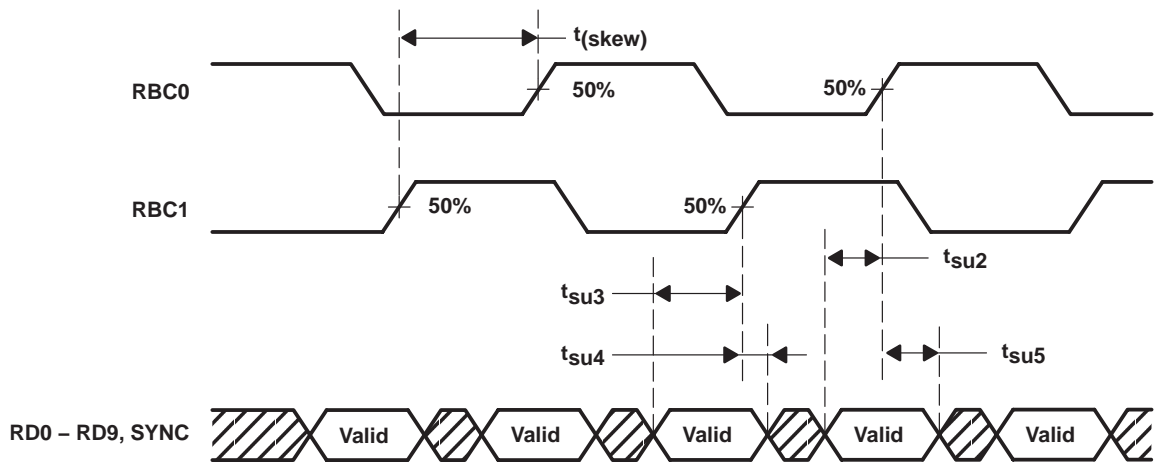 t(skew)
RBC0
50%
50%
RBC1
50%
50%
tsu2
tsu3
tsu4
tsu5
RD0 – RD9, SYNC
Valid
Valid
Valid
Valid
Valid